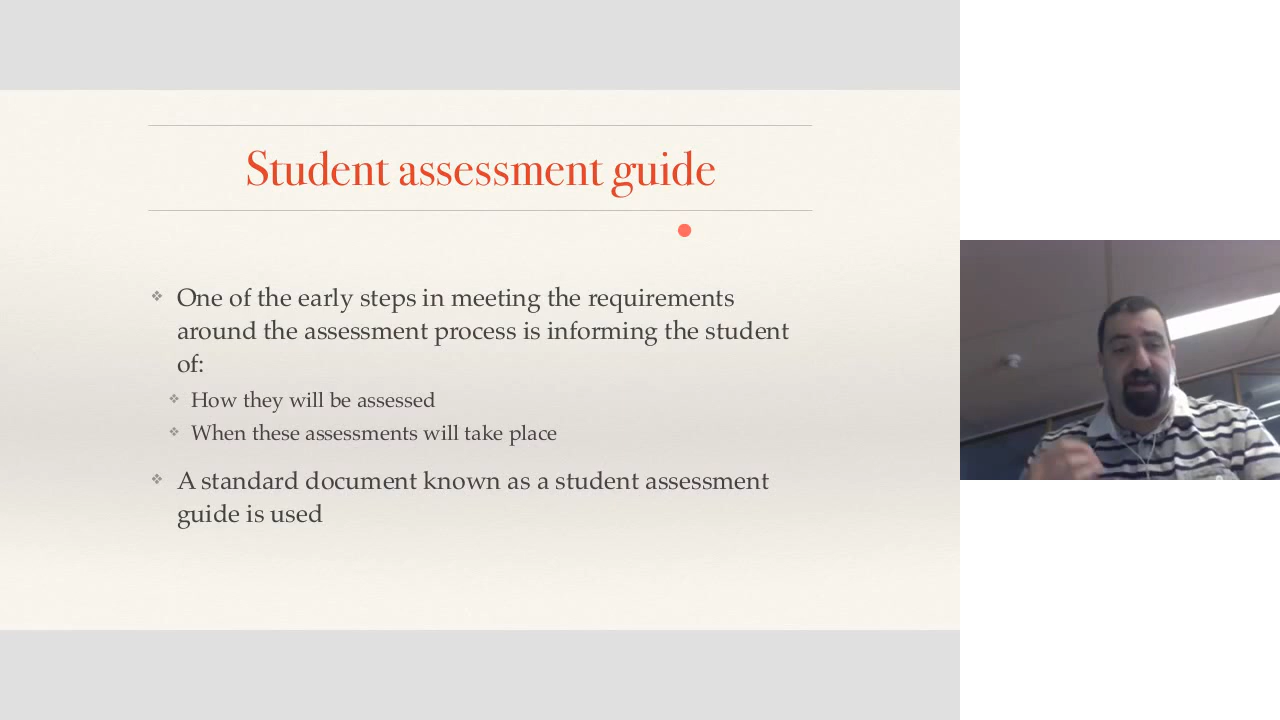 Student assessment guide
One of the early steps in meeting the requirements
around the assessment process is informing the student
of:
How they will be assessed
When these assessments will take place
A standard document known as a student assessment
guide is used